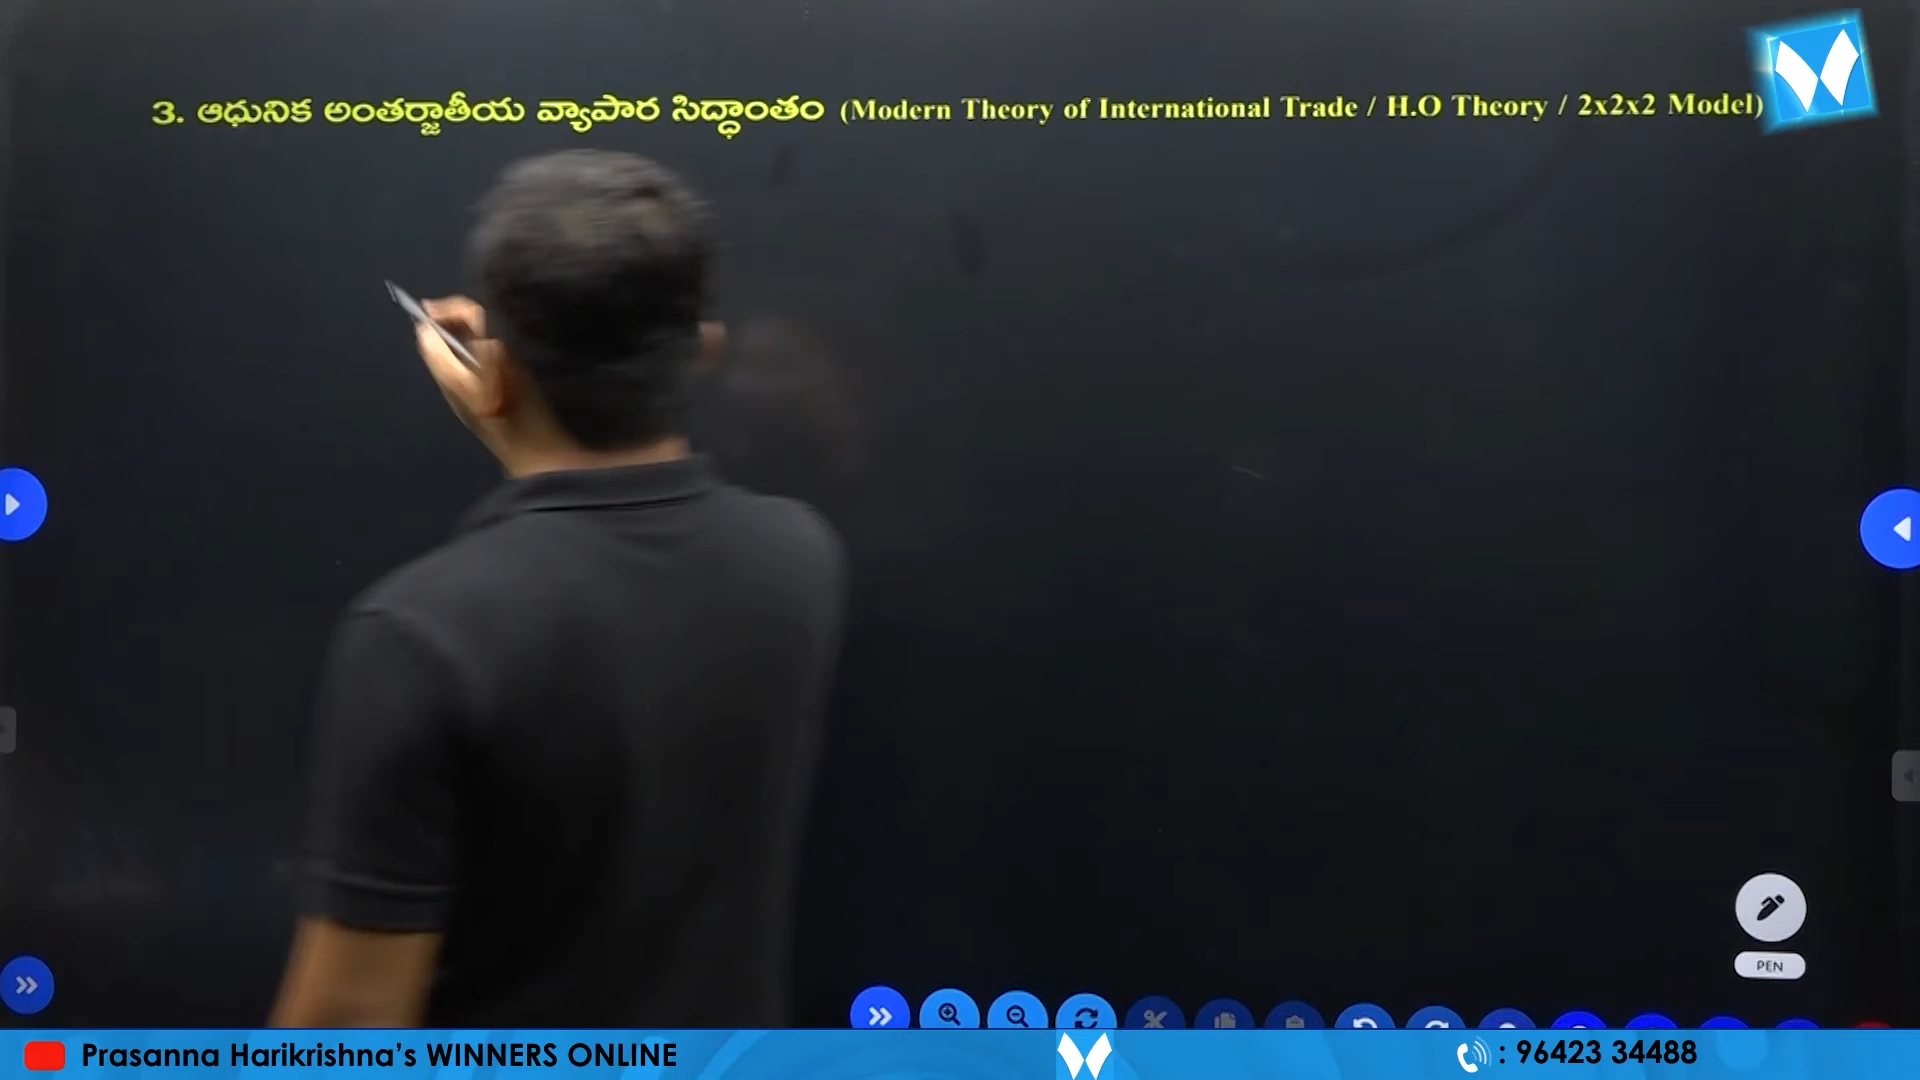 3. ఆధునిక అంతర్జాతీయ వ్యాపార సిద్ధాంతం (Modern Theory of International Trade / H.O Theory / 2x2x2 Model)
PEN
Prasanna Harikrishna's WINNERS ONLINE
: 96423 34488